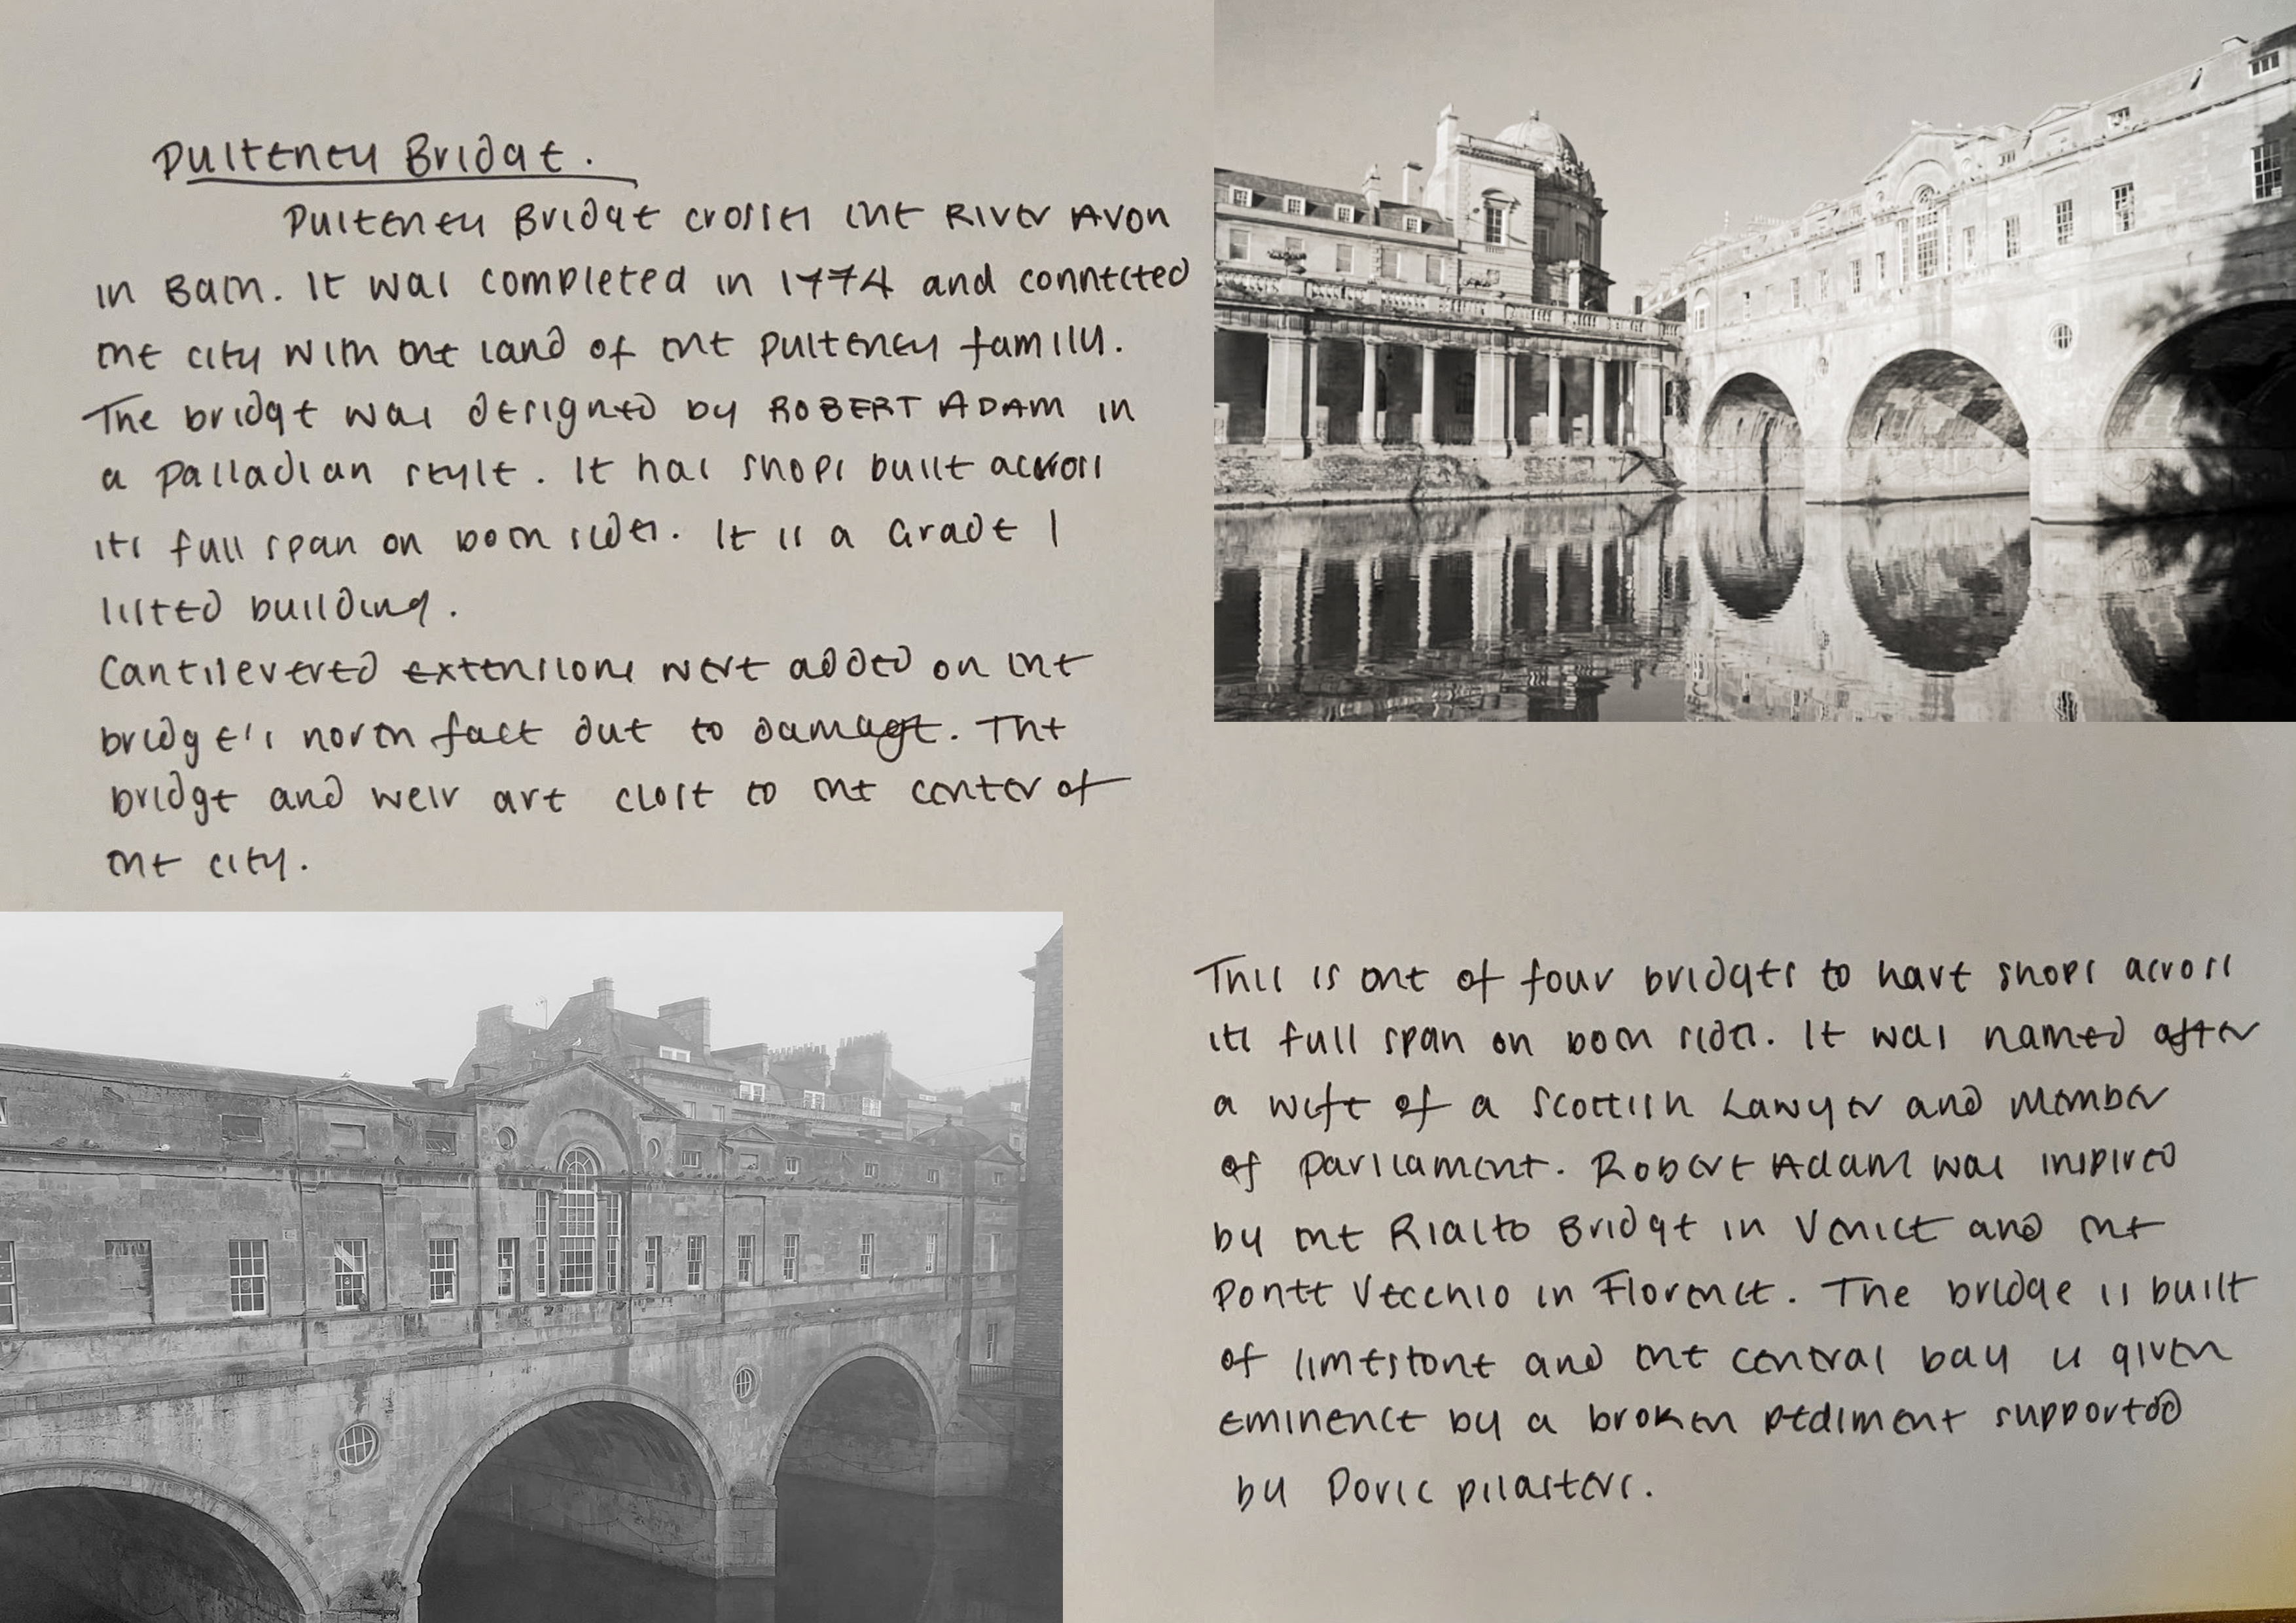 Pulteney Bridge.
Pulteney Bridge crosses the RIVER AVON
in Bath. It was completed in 1774 and connected
the city with the land of the Pulteney family.
The bridge was designed by ROBERT ADAM in
a Palladian style. It has shops built across
its full span on both sides. It is a Grade 1
listed building.
Cantilevered extensions were added on the
bridge's north face due to damage. The
bridge and weir are close to the center of
the city.
This is one of four bridges to have shops across
its full span on both sides. It was named after
a wife of a Scottish Lawyer and Member
of Parliament. Robert Adam was inspired
by the Rialto Bridge in Venice and the
Ponte Vecchio in Florence. The bridge is built
of limestone and the central bay is given
eminence by a broken pediment supported
by Doric pilasters.